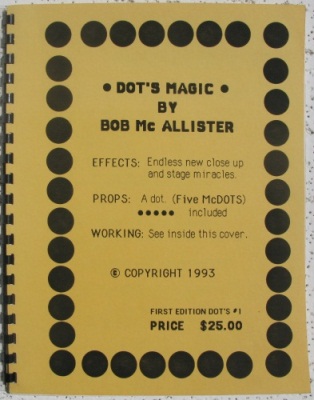 • DOT'S MAGIC •
BY
BOB Mc ALLISTER
EFFECTS: Endless new close up
and stage miracles.
PROPS: A dot. (Five McDOTS)
••••• included
WORKING: See inside this cover.
© COPYRIGHT 1993
FIRST EDITION DOT'S #1
PRICE $25.00